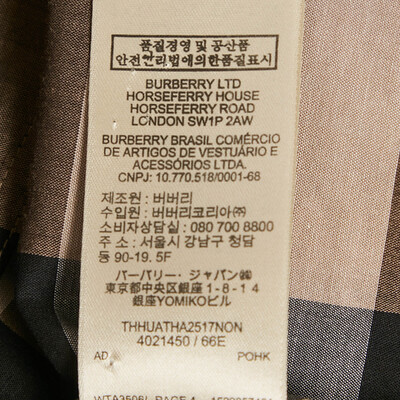 품질경영 및 공산품
안전관리법에의한품질표시
BURBERRY LTD
HORSEFERRY HOUSE
HORSEFERRY ROAD
LONDON SW1P 2AW
BURBERRY BRASIL COMÉRCIO
DE ARTIGOS DE VESTUÁRIO E
ACESSÓRIOS LTDA.
CNPJ: 10.770.518/0001-68
제조원 : 버버리
수입원 : 버버리코리아㈜
소비자상담실 : 080 700 8800
주 소 : 서울시 강남구 청담
동 90-19. 5F
バーバリー・ジャパン㈱
東京都中央区銀座1-8-14
銀座YOMIKOビル
THHUATHA2517NON
4021450 / 66E
AD POHK